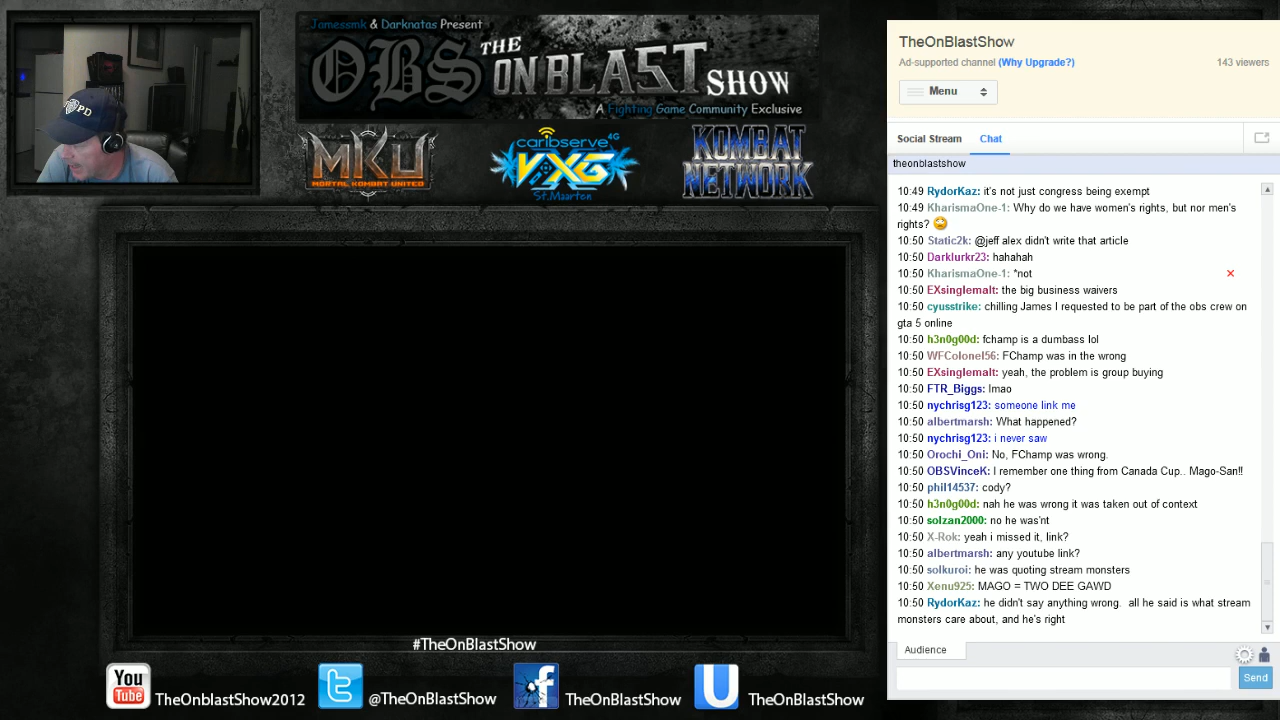 Jamessmk & Darknatas Present
OBS THE ON BLAST SHOW
A Fighting Game Community Exclusive
MKU
MORTAL KOMBAT UNITED
caribserve 4G
VXG
St.Maarten
KOMBAT
NETWORK
PD
#TheOnBlastShow
You Tube TheOnblastShow2012
@TheOnBlastShow
TheOnBlastShow
U TheOnBlastShow
TheOnBlastShow
Ad-supported channel (Why Upgrade?) 143 viewers
Menu
Social Stream Chat
theonblastshow
10:49 RydorKaz: it's not just congress being exempt
10:49 KharismaOne-1: Why do we have women's rights, but nor men's
rights?
10:50 Static2k: @jeff alex didn't write that article
10:50 Darklurkr23: hahahah
10:50 KharismaOne-1: *not
10:50 EXsinglemalt: the big business waivers
10:50 cyusstrike: chilling James I requested to be part of the obs crew on
gta 5 online
10:50 h3n0g00d: fchamp is a dumbass lol
10:50 WFColonel56: FChamp was in the wrong
10:50 EXsinglemalt: yeah, the problem is group buying
10:50 FTR_Biggs: lmao
10:50 nychrisg123: someone link me
10:50 albertmarsh: What happened?
10:50 nychrisg123: i never saw
10:50 Orochi_Oni: No, FChamp was wrong.
10:50 OBSVinceK: I remember one thing from Canada Cup.. Mago-San!!
10:50 phil14537: cody?
10:50 h3n0g00d: nah he was wrong it was taken out of context
10:50 solzan2000: no he was'nt
10:50 X-Rok: yeah i missed it, link?
10:50 albertmarsh: any youtube link?
10:50 solkuroi: he was quoting stream monsters
10:50 Xenu925: MAGO = TWO DEE GAWD
10:50 RydorKaz: he didn't say anything wrong. all he said is what stream
monsters care about, and he's right
Audience
Send